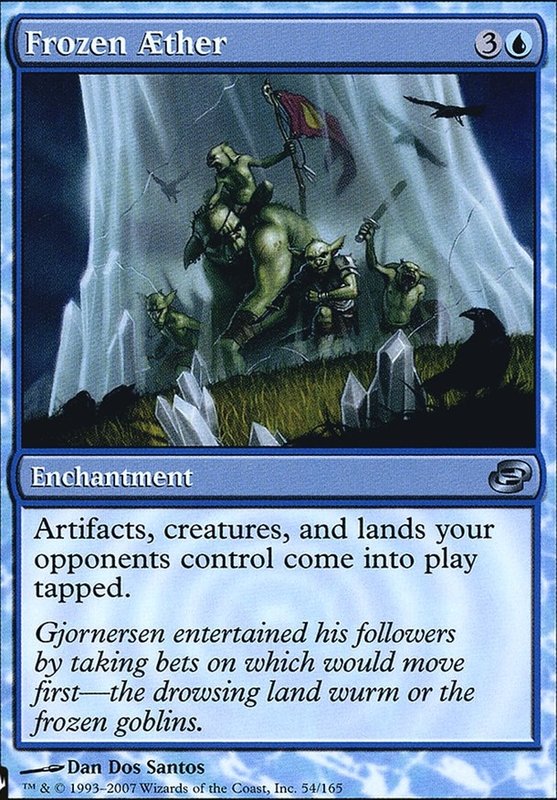 Frozen Æther 3
Enchantment
Artifacts, creatures, and lands your
opponents control come into play
tapped.
Gjornersen entertained his followers
by taking bets on which would move
first—the drowsing land wurm or the
frozen goblins.
Dan Dos Santos
™ & © 1993–2007 Wizards of the Coast, Inc. 54/165